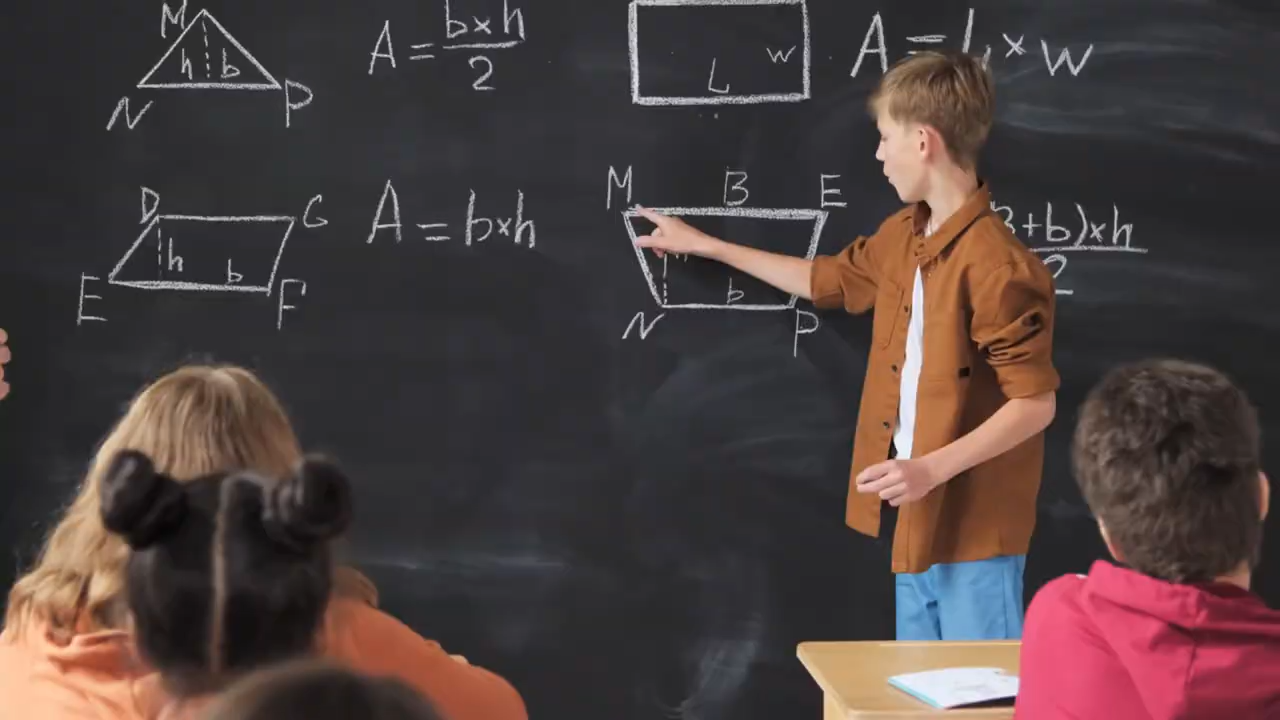 M
h b
N P
A = b×h
2
w
L
A = L × w
D G
h
b
E F
A = b×h
M B E
b
N P
B+b)×h
2